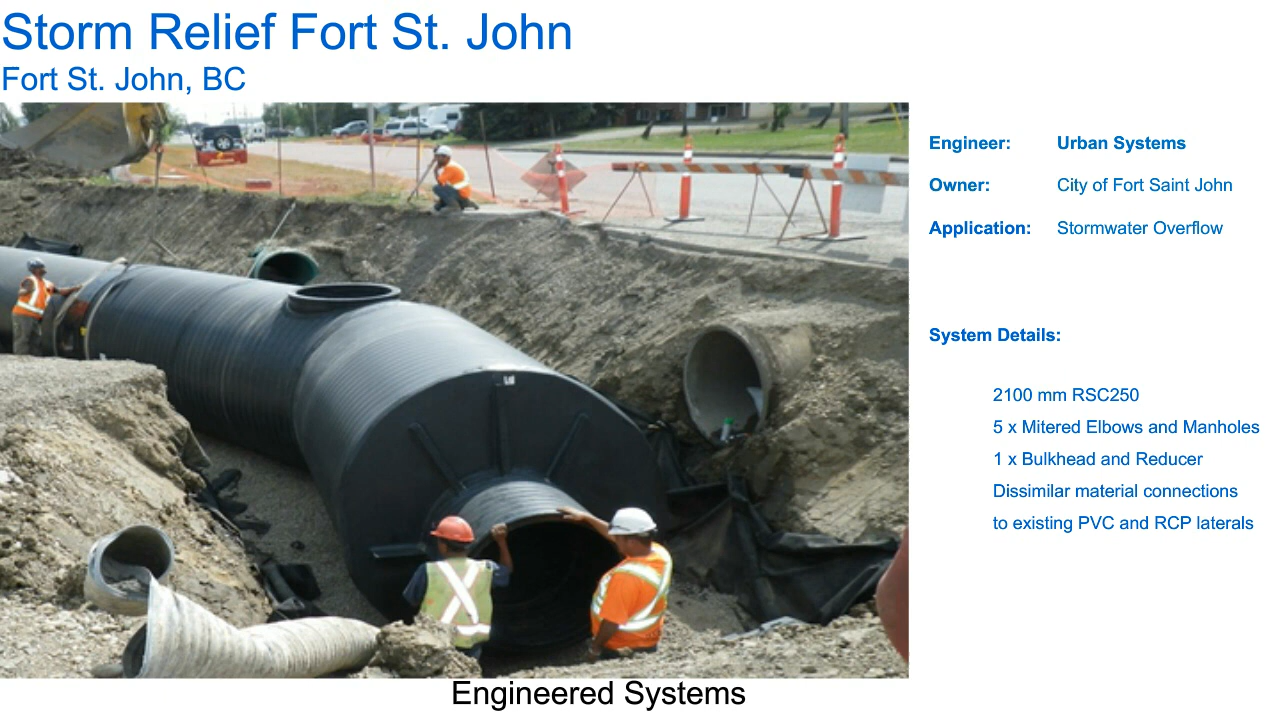 Storm Relief Fort St. John
Fort St. John, BC
Engineer: Urban Systems
Owner: City of Fort Saint John
Application: Stormwater Overflow
System Details:
2100 mm RSC250
5 x Mitered Elbows and Manholes
1 x Bulkhead and Reducer
Dissimilar material connections
to existing PVC and RCP laterals
Engineered Systems